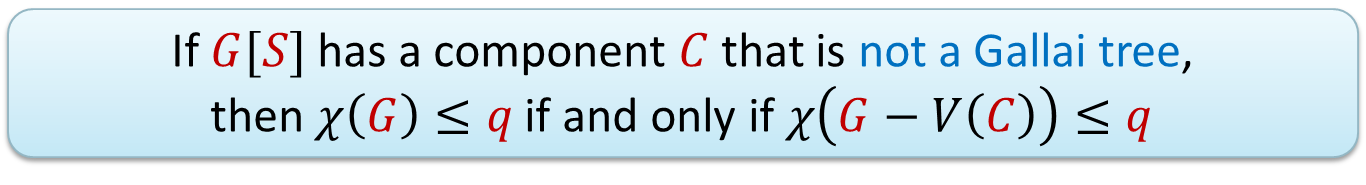 If G[S] has a component C that is not a Gallai tree,
then χ(G) ≤ q if and only if χ(G − V(C)) ≤ q